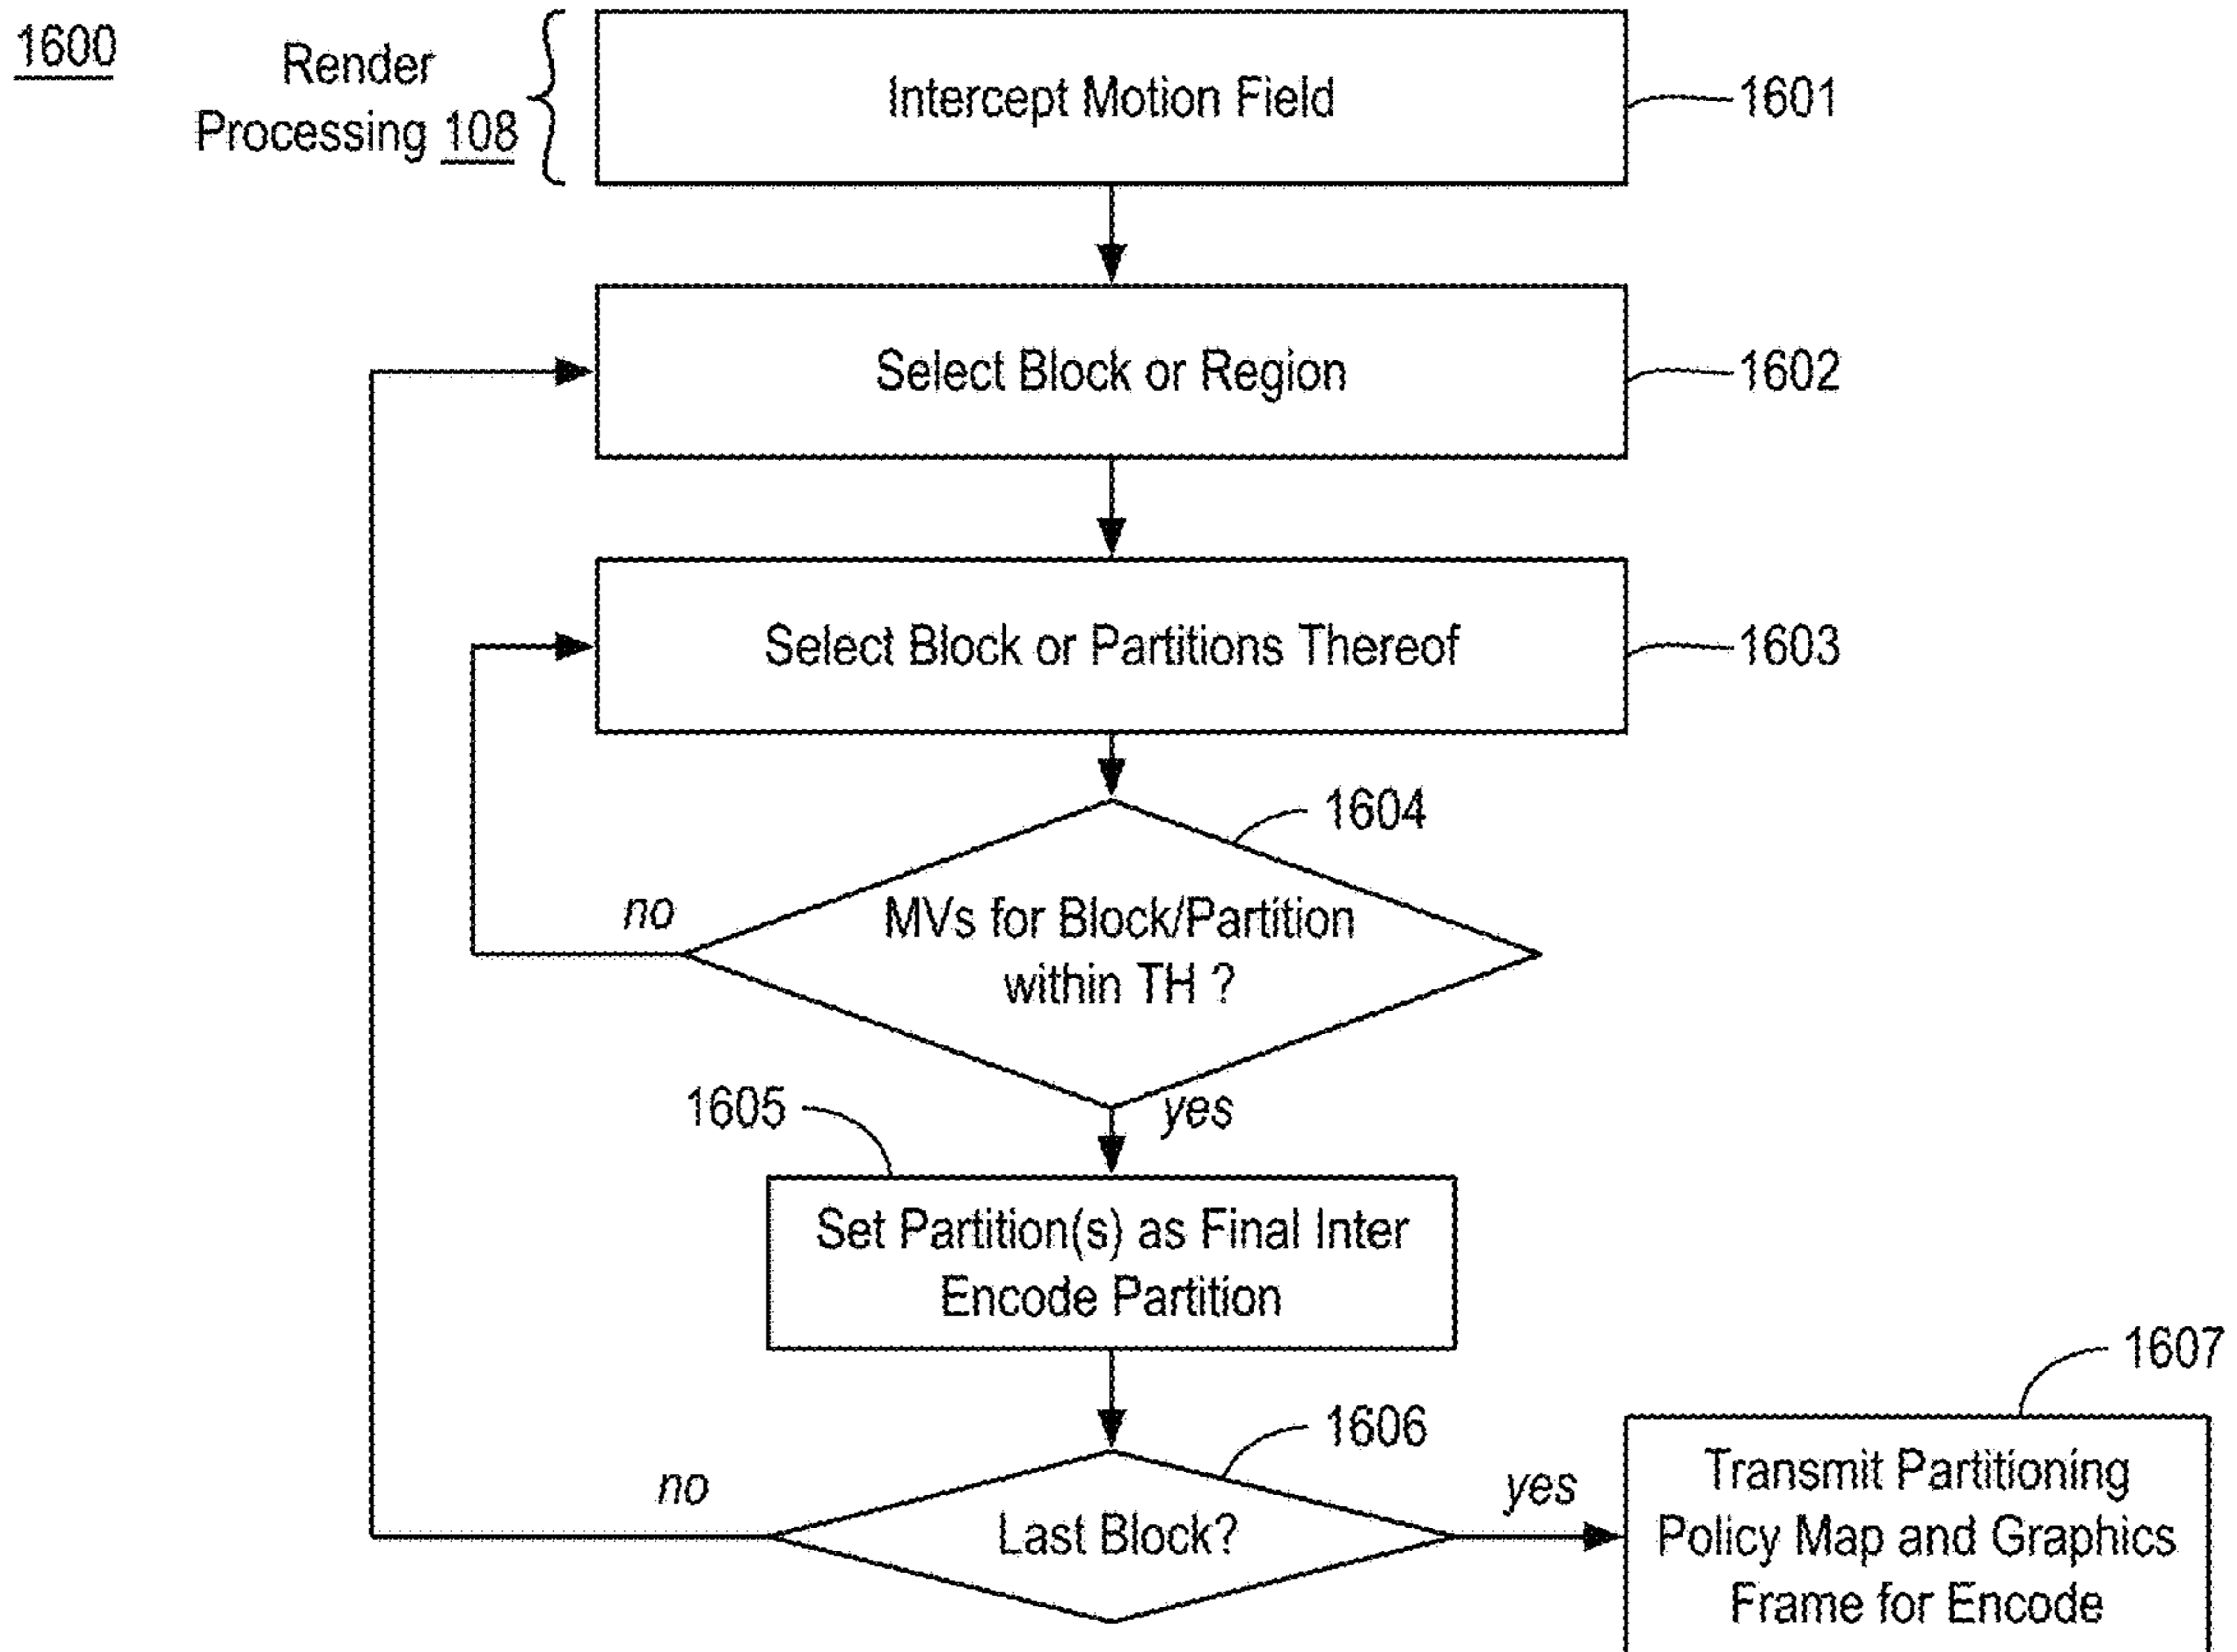 1600
Render
Processing 108
Intercept Motion Field
1601
Select Block or Region
1602
Select Block or Partitions Thereof
1603
1604
MVs for Block/Partition
within TH ?
no
yes
1605
Set Partition(s) as Final Inter
Encode Partition
1606
Last Block?
no
yes
1607
Transmit Partitioning
Policy Map and Graphics
Frame for Encode